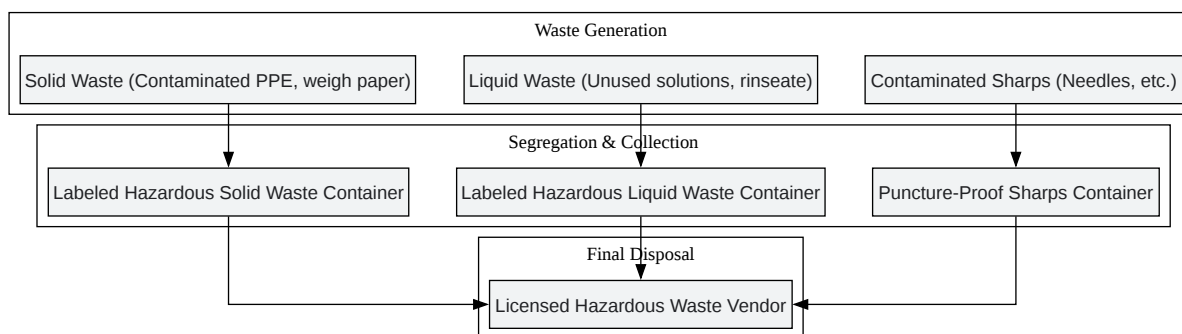 Waste Generation
Solid Waste (Contaminated PPE, weigh paper)
Liquid Waste (Unused solutions, rinseate)
Contaminated Sharps (Needles, etc.)
Segregation & Collection
Labeled Hazardous Solid Waste Container
Labeled Hazardous Liquid Waste Container
Puncture-Proof Sharps Container
Final Disposal
Licensed Hazardous Waste Vendor